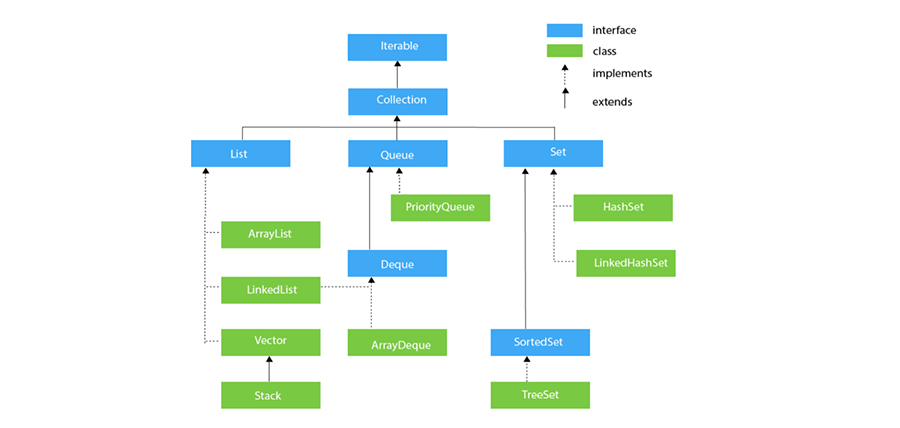 Iterable
interface
class
implements
extends
Collection
List
Queue
Set
PriorityQueue
HashSet
ArrayList
Deque
LinkedHashSet
LinkedList
Vector
ArrayDeque
SortedSet
Stack
TreeSet